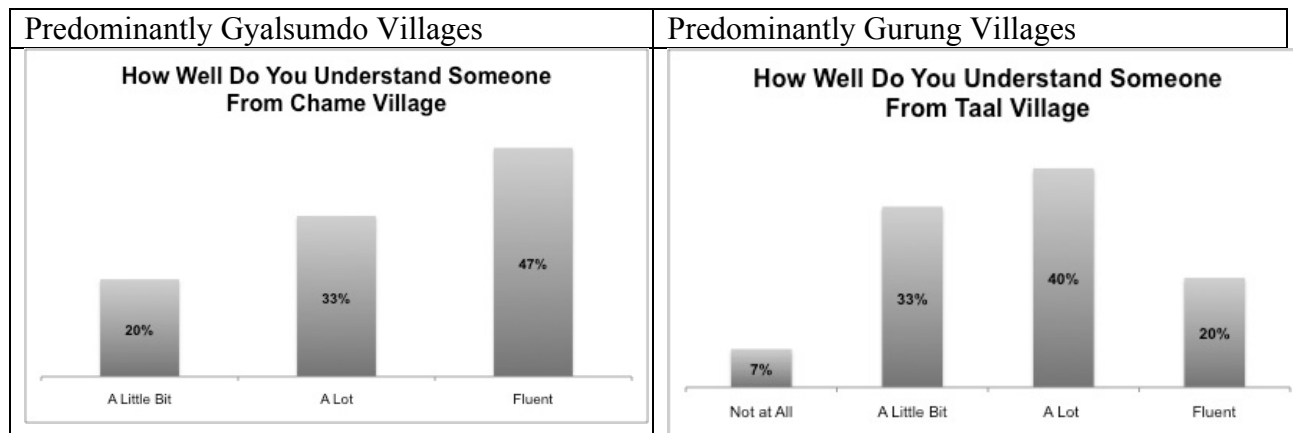 Predominantly Gyalsumdo Villages
How Well Do You Understand Someone
From Chame Village
20%
33%
47%
A Little Bit
A Lot
Fluent
Predominantly Gurung Villages
How Well Do You Understand Someone
From Taal Village
7%
33%
40%
20%
Not at All
A Little Bit
A Lot
Fluent